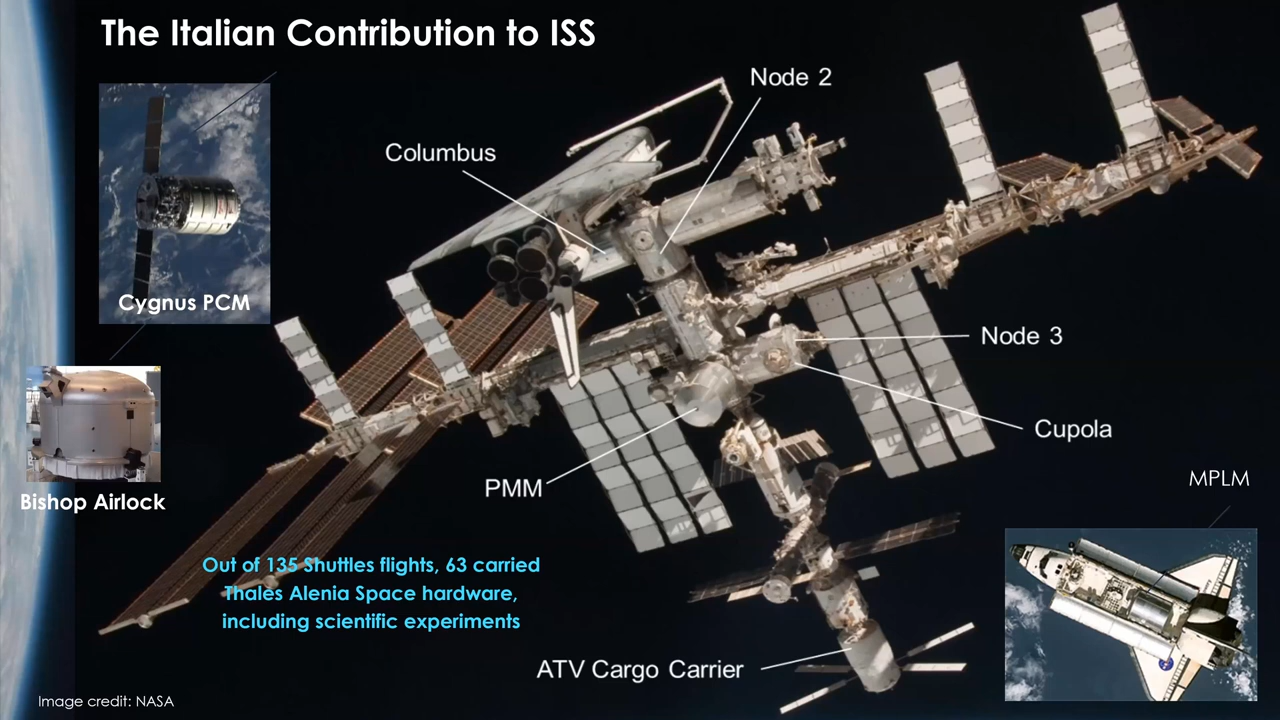 The Italian Contribution to ISS
Node 2
Columbus
Cygnus PCM
Node 3
Cupola
MPLM
PMM
Bishop Airlock
Out of 135 Shuttles flights, 63 carried
Thales Alenia Space hardware,
including scientific experiments
ATV Cargo Carrier
Image credit: NASA